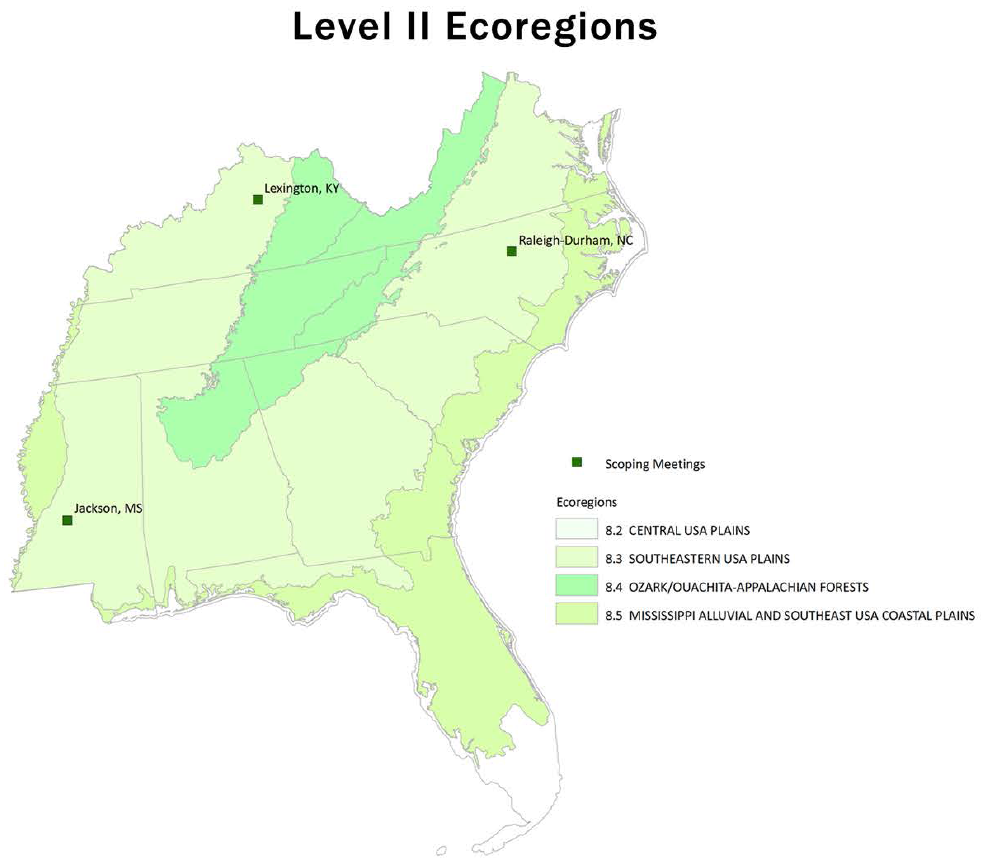 Level II Ecoregions
Lexington, KY
Raleigh-Durham, NC
Jackson, MS
Scoping Meetings
Ecoregions
8.2 CENTRAL USA PLAINS
8.3 SOUTHEASTERN USA PLAINS
8.4 OZARK/OUACHITA-APPALACHIAN FORESTS
8.5 MISSISSIPPI ALLUVIAL AND SOUTHEAST USA COASTAL PLAINS